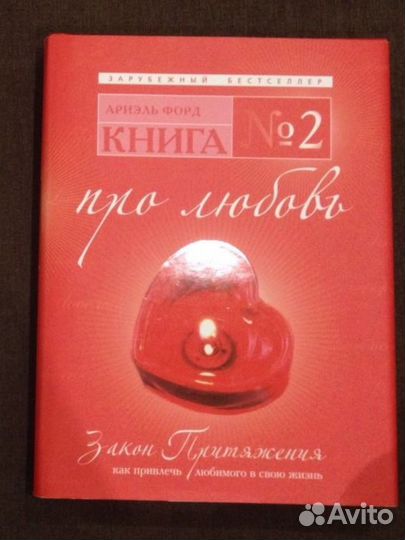 ЗАРУБЕЖНЫЙ БЕСТСЕЛЛЕР
АРИЭЛЬ ФОРД
КНИГА №2
про любовь
Закон Притяжения
как привлечь любимого в свою жизнь
Avito